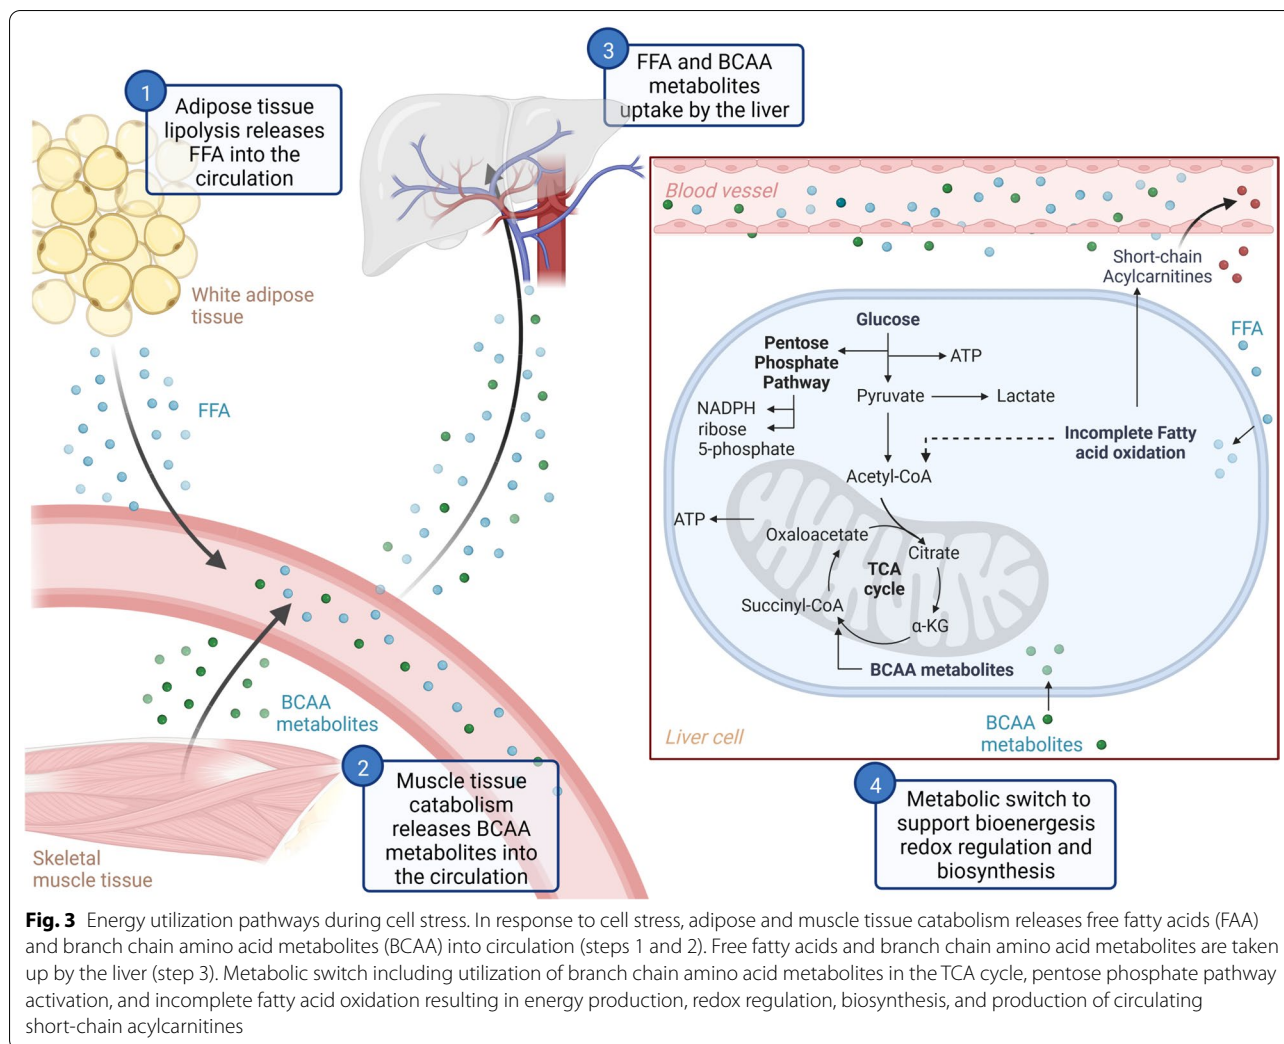 1
Adipose tissue
lipolysis releases
FFA into the
circulation
White adipose
tissue
FFA
BCAA
metabolites
Skeletal
muscle tissue
2
Muscle tissue
catabolism
releases BCAA
metabolites into
the circulation
3
FFA and BCAA
metabolites
uptake by the liver
Blood vessel
Short-chain
Acylcarnitines
FFA
Glucose
Pentose
Phosphate
Pathway
ATP
Pyruvate
Lactate
NADPH
ribose
5-phosphate
Incomplete Fatty
acid oxidation
Acetyl-CoA
ATP
Oxaloacetate
Citrate
TCA
cycle
Succinyl-CoA
α-KG
BCAA metabolites
BCAA
metabolites
Liver cell
4
Metabolic switch to
support bioenergesis
redox regulation and
biosynthesis
Fig. 3 Energy utilization pathways during cell stress. In response to cell stress, adipose and muscle tissue catabolism releases free fatty acids (FAA)
and branch chain amino acid metabolites (BCAA) into circulation (steps 1 and 2). Free fatty acids and branch chain amino acid metabolites are taken
up by the liver (step 3). Metabolic switch including utilization of branch chain amino acid metabolites in the TCA cycle, pentose phosphate pathway
activation, and incomplete fatty acid oxidation resulting in energy production, redox regulation, biosynthesis, and production of circulating
short-chain acylcarnitines